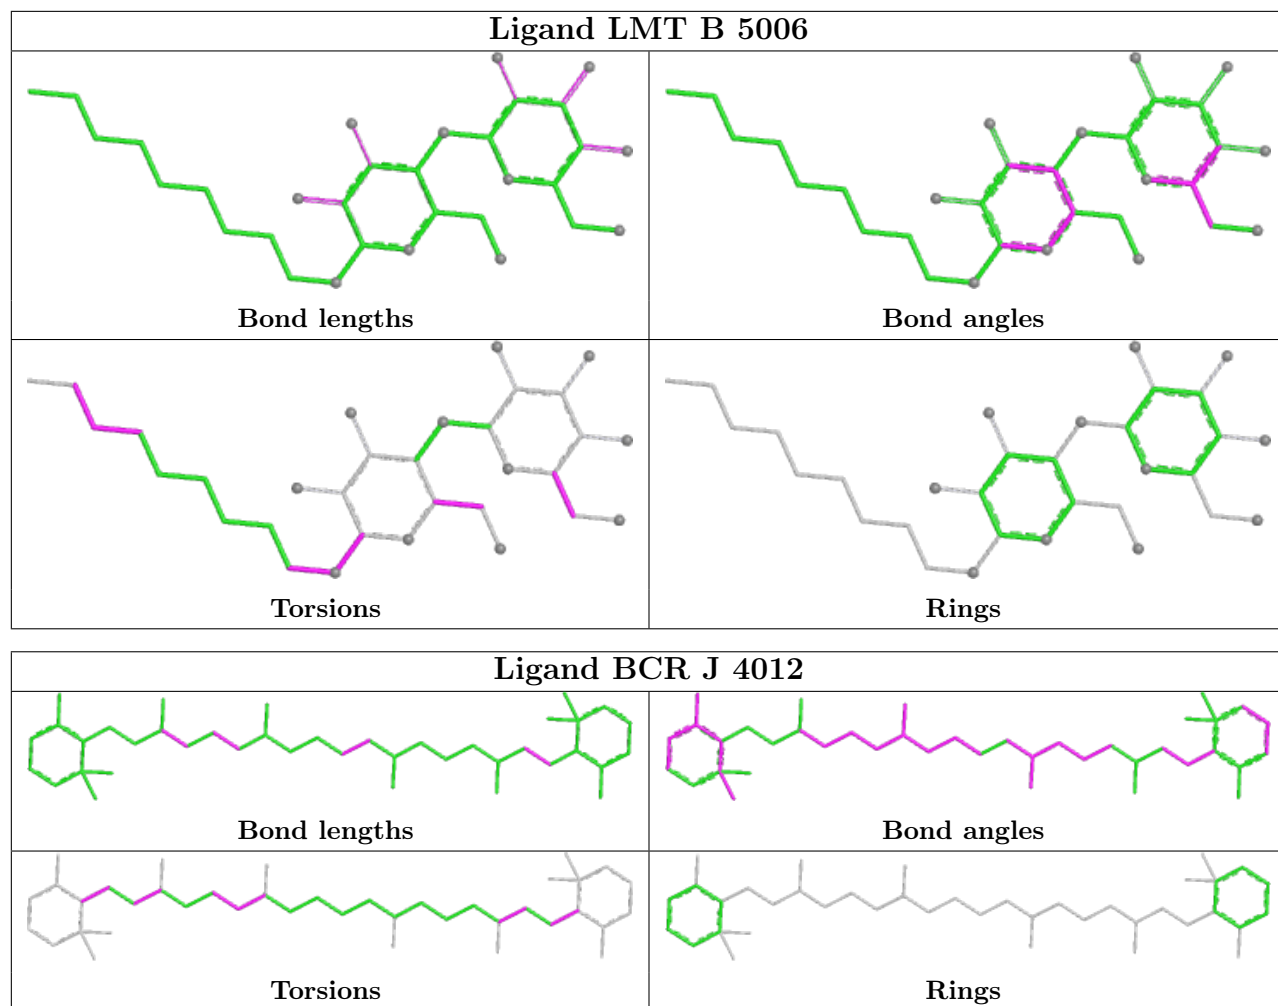 Ligand LMT B 5006
Bond lengths
Bond angles
Torsions
Rings
Ligand BCR J 4012
Bond lengths
Bond angles
Torsions
Rings